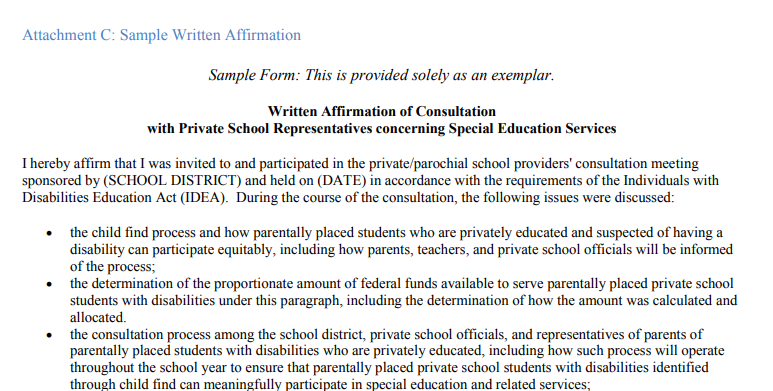 Attachment C: Sample Written Affirmation
Sample Form: This is provided solely as an exemplar.
Written Affirmation of Consultation
with Private School Representatives concerning Special Education Services
I hereby affirm that I was invited to and participated in the private/parochial school providers' consultation meeting
sponsored by (SCHOOL DISTRICT) and held on (DATE) in accordance with the requirements of the Individuals with
Disabilities Education Act (IDEA).  During the course of the consultation, the following issues were discussed:
• the child find process and how parentally placed students who are privately educated and suspected of having a
disability can participate equitably, including how parents, teachers, and private school officials will be informed
of the process;
• the determination of the proportionate amount of federal funds available to serve parentally placed private school
students with disabilities under this paragraph, including the determination of how the amount was calculated and
allocated.
• the consultation process among the school district, private school officials, and representatives of parents of
parentally placed students with disabilities who are privately educated, including how such process will operate
throughout the school year to ensure that parentally placed private school students with disabilities identified
through child find can meaningfully participate in special education and related services;